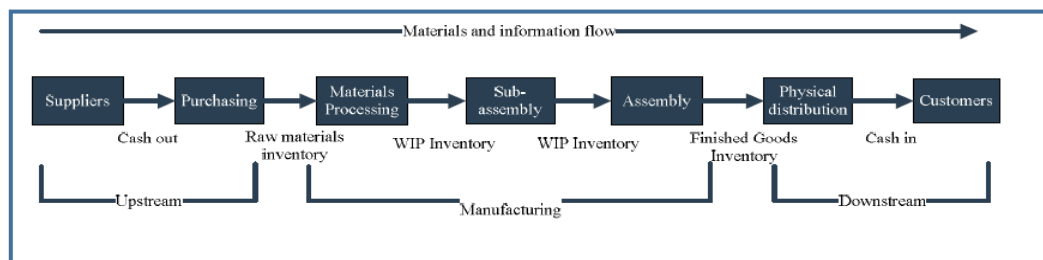 Materials and information flow
Suppliers
Purchasing
Materials
Processing
Sub-
assembly
Assembly
Physical
distribution
Customers
Cash out
Raw materials
inventory
WIP Inventory
WIP Inventory
Finished Goods
Inventory
Cash in
Upstream
Manufacturing
Downstream